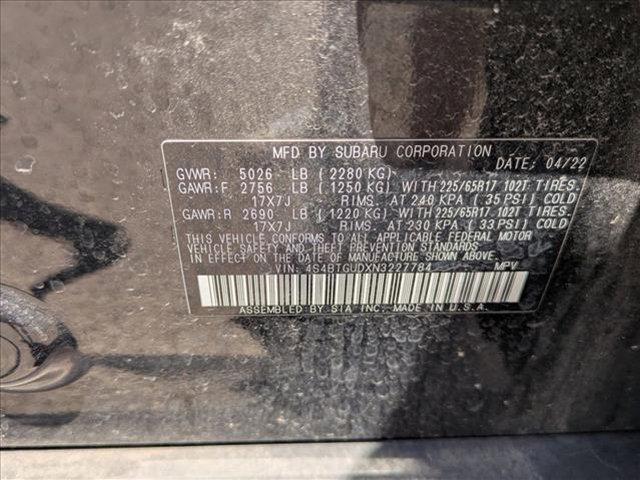 MFD BY SUBARU CORPORATION
DATE: 04/22
GVWR: 5026 LB (2280 KG)
GAWR:F 2756 LB (1250 KG) WITH 225/65R17 102T TIRES.
17X7J RIMS. AT 240 KPA (35 PSI) COLD
GAWR:R 2690 LB (1220 KG) WITH 225/65R17 102T TIRES.
17X7J RIMS. AT 230 KPA (33 PSI) COLD
THIS VEHICLE CONFORMS TO ALL APPLICABLE FEDERAL MOTOR
VEHICLE SAFETY AND THEFT PREVENTION STANDARDS
IN EFFECT ON THE DATE OF MANUFACTURE SHOWN ABOVE.
VIN: 4S4BTGUDXN3227784 MPV
ASSEMBLED BY SIA INC. MADE IN U.S.A.